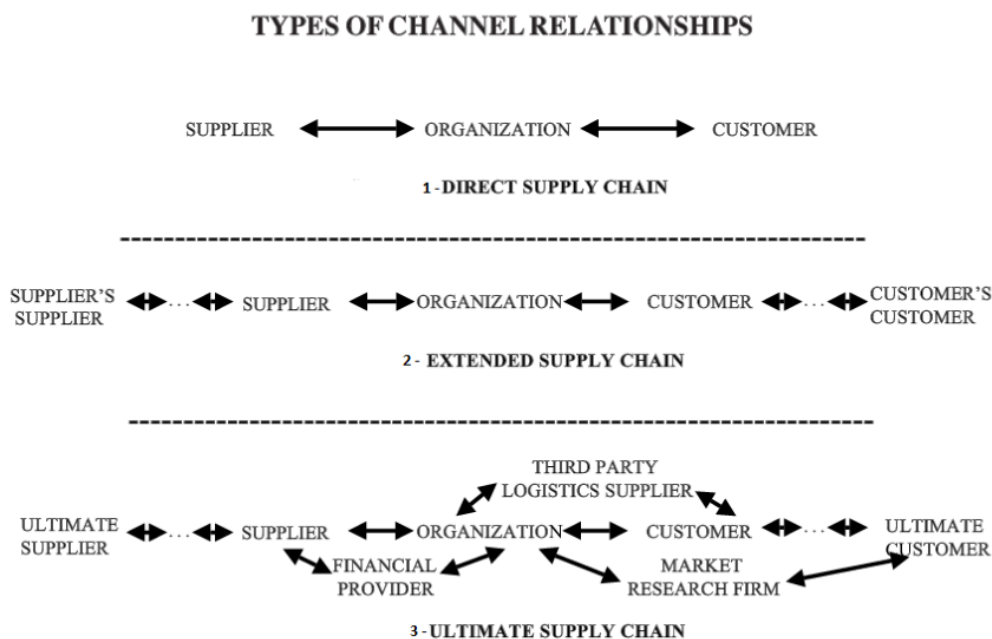 TYPES OF CHANNEL RELATIONSHIPS
SUPPLIER ORGANIZATION CUSTOMER
1 - DIRECT SUPPLY CHAIN
SUPPLIER'S SUPPLIER ... SUPPLIER ORGANIZATION CUSTOMER ... CUSTOMER'S CUSTOMER
2 - EXTENDED SUPPLY CHAIN
THIRD PARTY
LOGISTICS SUPPLIER
ULTIMATE SUPPLIER ... SUPPLIER ORGANIZATION CUSTOMER ... ULTIMATE CUSTOMER
FINANCIAL PROVIDER
MARKET RESEARCH FIRM
3 - ULTIMATE SUPPLY CHAIN